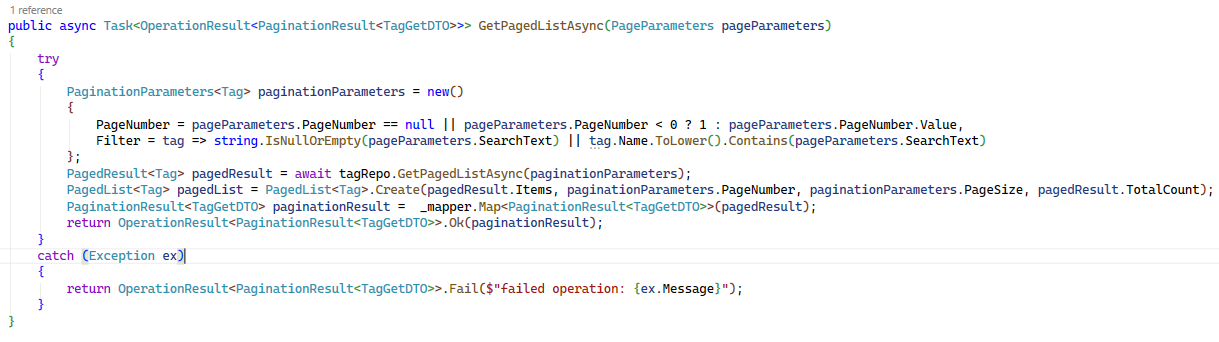 1 reference
public async Task<OperationResult<PaginationResult<TagGetDTO>>> GetPagedListAsync(PageParameters pageParameters)
{
    try
    {
        PaginationParameters<Tag> paginationParameters = new()
        {
            PageNumber = pageParameters.PageNumber == null || pageParameters.PageNumber < 0 ? 1 : pageParameters.PageNumber.Value,
            Filter = tag => string.IsNullOrEmpty(pageParameters.SearchText) || tag.Name.ToLower().Contains(pageParameters.SearchText)
        };
        PagedResult<Tag> pagedResult = await tagRepo.GetPagedListAsync(paginationParameters);
        PagedList<Tag> pagedList = PagedList<Tag>.Create(pagedResult.Items, paginationParameters.PageNumber, paginationParameters.PageSize, pagedResult.TotalCount);
        PaginationResult<TagGetDTO> paginationResult =  _mapper.Map<PaginationResult<TagGetDTO>>(pagedResult);
        return OperationResult<PaginationResult<TagGetDTO>>.Ok(paginationResult);
    }
    catch (Exception ex)
    {
        return OperationResult<PaginationResult<TagGetDTO>>.Fail($"failed operation: {ex.Message}");
    }
}